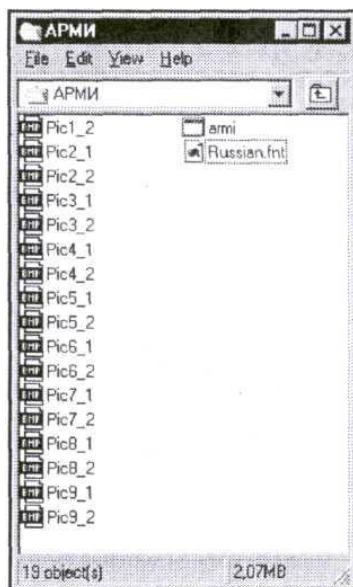 АРМИ
File Edit View Help
АРМИ
Pic1_2
Pic2_1
Pic2_2
Pic3_1
Pic3_2
Pic4_1
Pic4_2
Pic5_1
Pic5_2
Pic6_1
Pic6_2
Pic7_1
Pic7_2
Pic8_1
Pic8_2
Pic9_1
Pic9_2
armi
Russian.fnt
19 object(s) 2,07MB